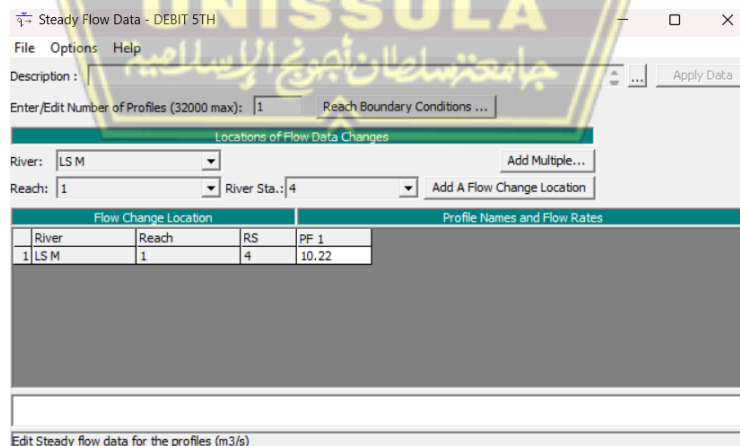 UNISSULA
Steady Flow Data - DEBIT 5TH
File Options Help
جامعتسلطان أجونج الإسلامية
Description :
... Apply Data
Enter/Edit Number of Profiles (32000 max): 1 Reach Boundary Conditions ...
Locations of Flow Data Changes
River: LS M Add Multiple...
Reach: 1 River Sta.: 4 Add A Flow Change Location
Flow Change Location Profile Names and Flow Rates
River Reach RS PF 1
1 LS M 1 4 10.22
Edit Steady flow data for the profiles (m3/s)